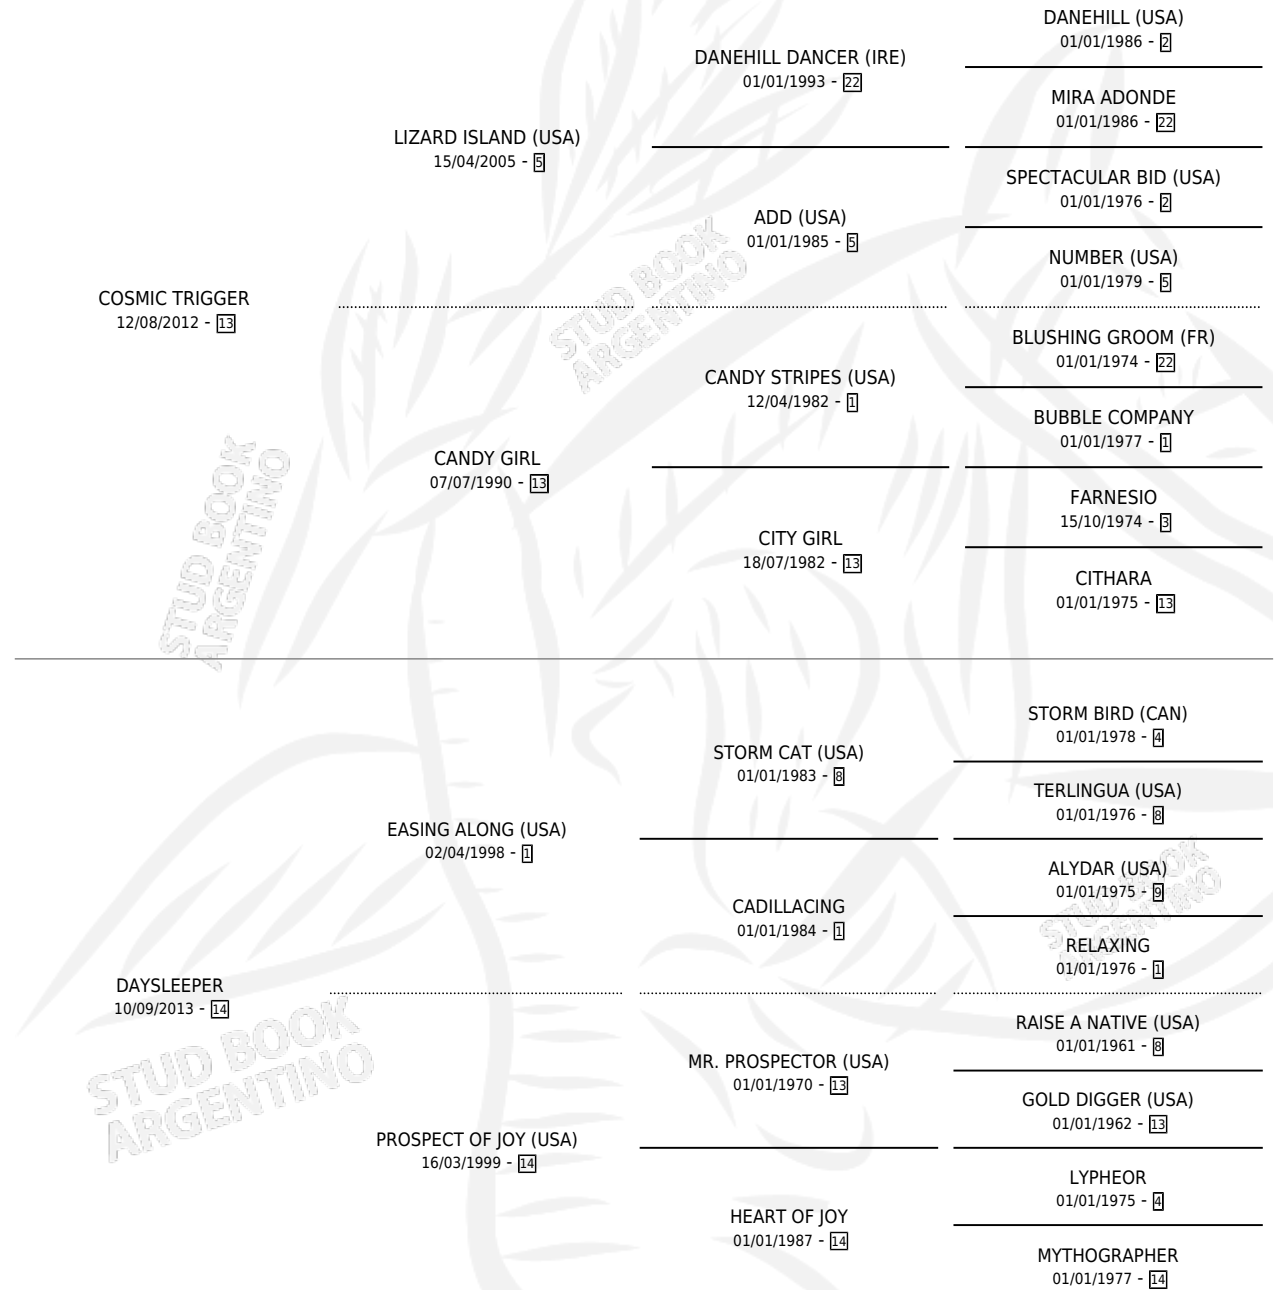 DANEHILL (USA)
01/01/1986 - 2
DANEHILL DANCER (IRE)
01/01/1993 - 22
MIRA ADONDE
01/01/1986 - 22
LIZARD ISLAND (USA)
15/04/2005 - 5
SPECTACULAR BID (USA)
01/01/1976 - 2
ADD (USA)
01/01/1985 - 5
NUMBER (USA)
01/01/1979 - 5
COSMIC TRIGGER
12/08/2012 - 13
BLUSHING GROOM (FR)
01/01/1974 - 22
CANDY STRIPES (USA)
12/04/1982 - 1
BUBBLE COMPANY
01/01/1977 - 1
CANDY GIRL
07/07/1990 - 13
FARNESIO
15/10/1974 - 3
CITY GIRL
18/07/1982 - 13
CITHARA
01/01/1975 - 13
STORM BIRD (CAN)
01/01/1978 - 4
STORM CAT (USA)
01/01/1983 - 8
TERLINGUA (USA)
01/01/1976 - 8
EASING ALONG (USA)
02/04/1998 - 1
ALYDAR (USA)
01/01/1975 - 9
CADILLACING
01/01/1984 - 1
RELAXING
01/01/1976 - 1
DAYSLEEPER
10/09/2013 - 14
RAISE A NATIVE (USA)
01/01/1961 - 8
MR. PROSPECTOR (USA)
01/01/1970 - 13
GOLD DIGGER (USA)
01/01/1962 - 13
PROSPECT OF JOY (USA)
16/03/1999 - 14
LYPHEOR
01/01/1975 - 4
HEART OF JOY
01/01/1987 - 14
MYTHOGRAPHER
01/01/1977 - 14
STUD BOOK
ARGENTINO
STUD BOOK
ARGENTINO
STUD BOOK
ARGENTINO
STUD BOOK
ARGENTINO